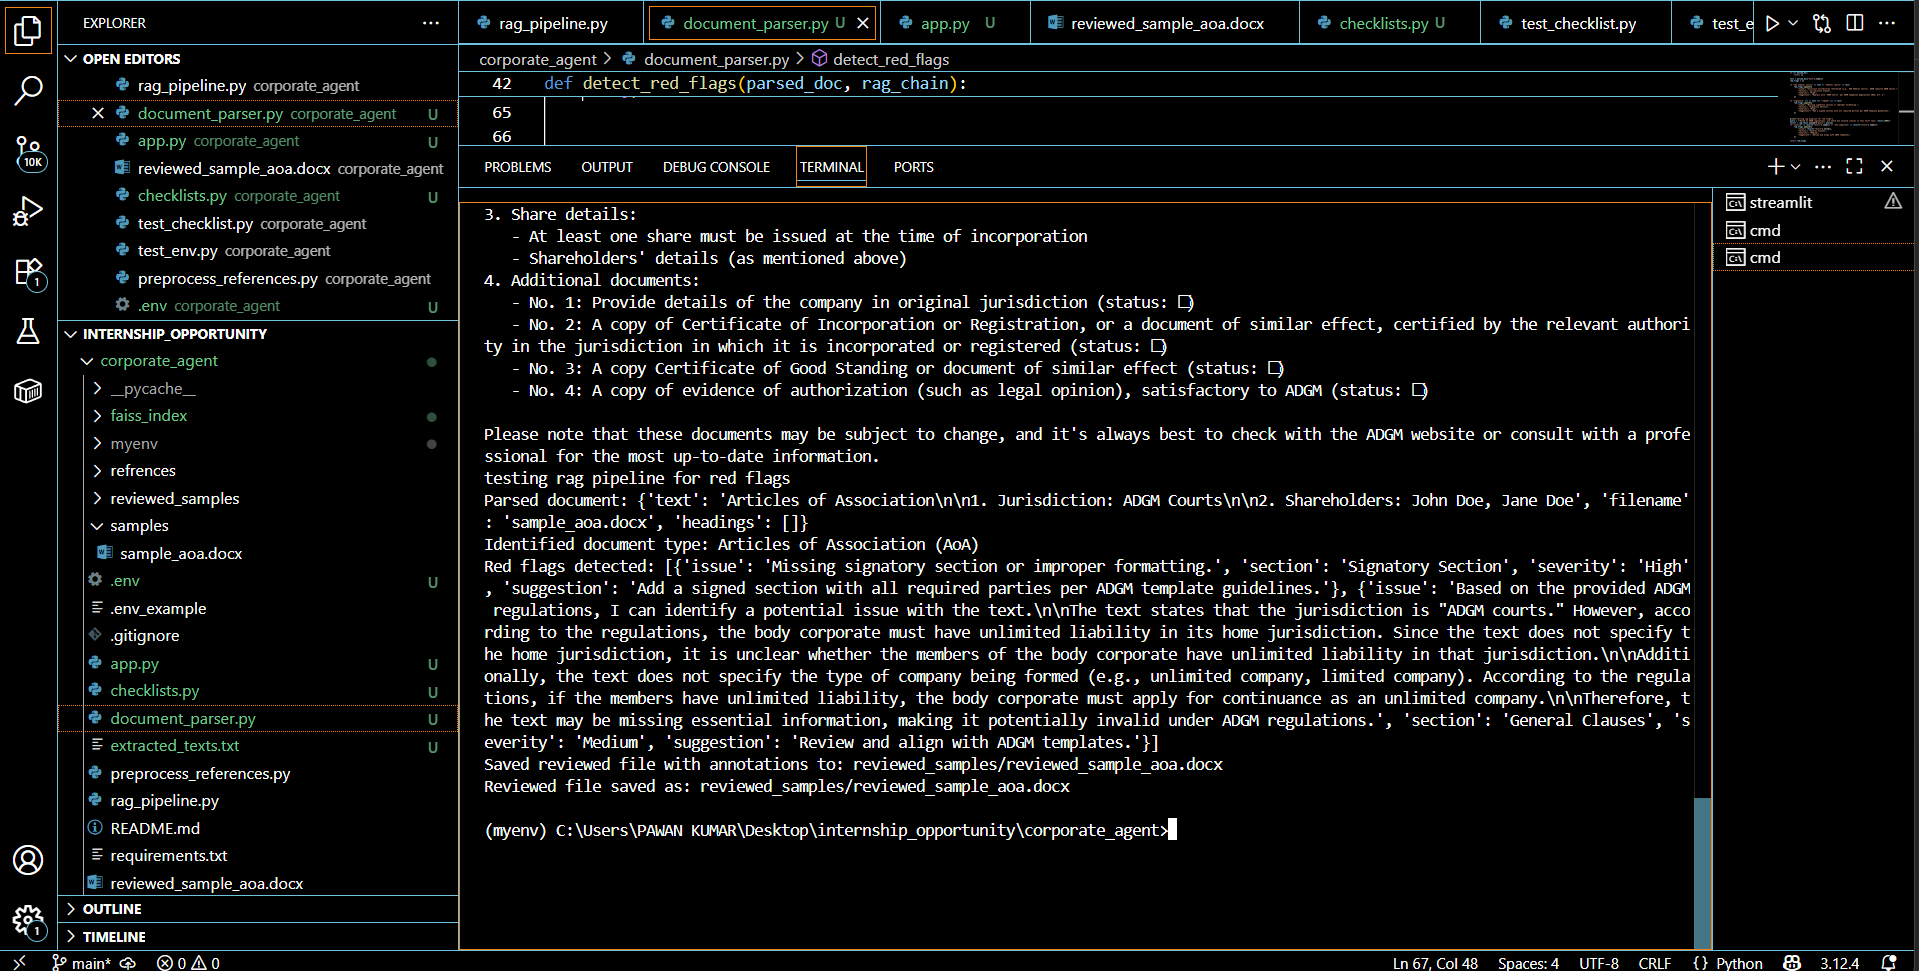 EXPLORER
OPEN EDITORS
rag_pipeline.py corporate_agent
document_parser.py corporate_agent U
app.py corporate_agent U
reviewed_sample_aoa.docx corporate_agent
checklists.py corporate_agent U
test_checklist.py corporate_agent
test_env.py corporate_agent
preprocess_references.py corporate_agent
.env corporate_agent U
INTERNSHIP_OPPORTUNITY
corporate_agent
__pycache__
faiss_index
myenv
refrences
reviewed_samples
samples
sample_aoa.docx
.env U
.env_example
.gitignore
app.py U
checklists.py U
document_parser.py U
extracted_texts.txt U
preprocess_references.py
rag_pipeline.py
README.md
requirements.txt
reviewed_sample_aoa.docx
OUTLINE
TIMELINE
10K
1
1
rag_pipeline.py document_parser.py U app.py U reviewed_sample_aoa.docx checklists.py U test_checklist.py test_e
corporate_agent > document_parser.py > detect_red_flags
42 def detect_red_flags(parsed_doc, rag_chain):
65
66
PROBLEMS OUTPUT DEBUG CONSOLE TERMINAL PORTS
3. Share details:
- At least one share must be issued at the time of incorporation
- Shareholders' details (as mentioned above)
4. Additional documents:
- No. 1: Provide details of the company in original jurisdiction (status: □)
- No. 2: A copy of Certificate of Incorporation or Registration, or a document of similar effect, certified by the relevant authori
ty in the jurisdiction in which it is incorporated or registered (status: □)
- No. 3: A copy Certificate of Good Standing or document of similar effect (status: □)
- No. 4: A copy of evidence of authorization (such as legal opinion), satisfactory to ADGM (status: □)
Please note that these documents may be subject to change, and it's always best to check with the ADGM website or consult with a profe
ssional for the most up-to-date information.
testing rag pipeline for red flags
Parsed document: {'text': 'Articles of Association\n\n1. Jurisdiction: ADGM Courts\n\n2. Shareholders: John Doe, Jane Doe', 'filename'
: 'sample_aoa.docx', 'headings': []}
Identified document type: Articles of Association (AoA)
Red flags detected: [{'issue': 'Missing signatory section or improper formatting.', 'section': 'Signatory Section', 'severity': 'High'
, 'suggestion': 'Add a signed section with all required parties per ADGM template guidelines.'}, {'issue': 'Based on the provided ADGM
regulations, I can identify a potential issue with the text.\n\nThe text states that the jurisdiction is "ADGM courts." However, acco
rding to the regulations, the body corporate must have unlimited liability in its home jurisdiction. Since the text does not specify t
he home jurisdiction, it is unclear whether the members of the body corporate have unlimited liability in that jurisdiction.\n\nAdditi
onally, the text does not specify the type of company being formed (e.g., unlimited company, limited company). According to the regula
tions, if the members have unlimited liability, the body corporate must apply for continuance as an unlimited company.\n\nTherefore, t
he text may be missing essential information, making it potentially invalid under ADGM regulations.', 'section': 'General Clauses', 's
everity': 'Medium', 'suggestion': 'Review and align with ADGM templates.'}]
Saved reviewed file with annotations to: reviewed_samples/reviewed_sample_aoa.docx
Reviewed file saved as: reviewed_samples/reviewed_sample_aoa.docx
(myenv) C:\Users\PAWAN KUMAR\Desktop\internship_opportunity\corporate_agent>
streamlit
cmd
cmd
main* 0 0 Ln 67, Col 48 Spaces: 4 UTF-8 CRLF {} Python 3.12.4